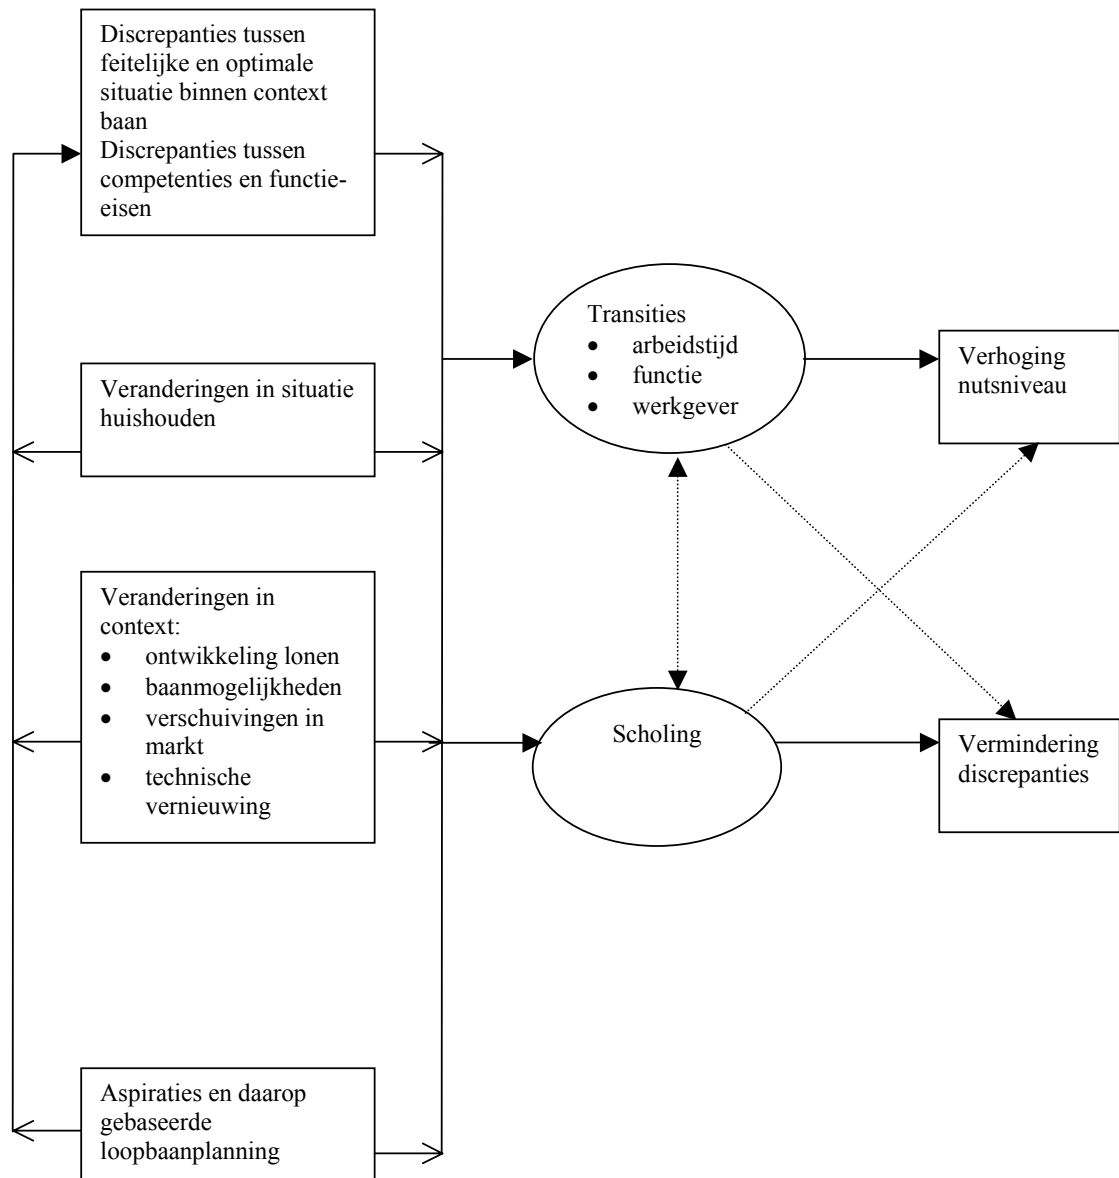 Discrepanties tussen
feitelijke en optimale
situatie binnen context
baan
Discrepanties tussen
competenties en functie-
eisen
Veranderingen in situatie
huishouden
Veranderingen in
context:
• ontwikkeling lonen
• baanmogelijkheden
• verschuivingen in
markt
• technische
vernieuwing
Aspiraties en daarop
gebaseerde
loopbaanplanning
Transities
• arbeidstijd
• functie
• werkgever
Scholing
Verhoging
nutsniveau
Vermindering
discrepanties